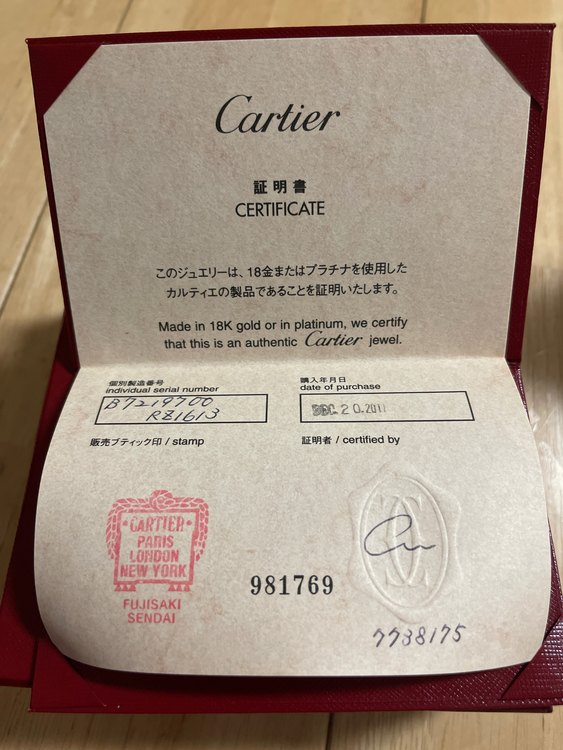 Cartier
証明書
CERTIFICATE
このジュエリーは、18金またはプラチナを使用した
カルティエの製品であることを証明いたします。
Made in 18K gold or in platinum, we certify
that this is an authentic Cartier jewel.
個別製造番号
individual serial number
B7219700
RZ1613
購入年月日
date of purchase
DEC 20.2011
販売ブティック印 / stamp
証明者 / certified by
CARTIER
PARIS
LONDON
NEW YORK
FUJISAKI
SENDAI
981769
7738175